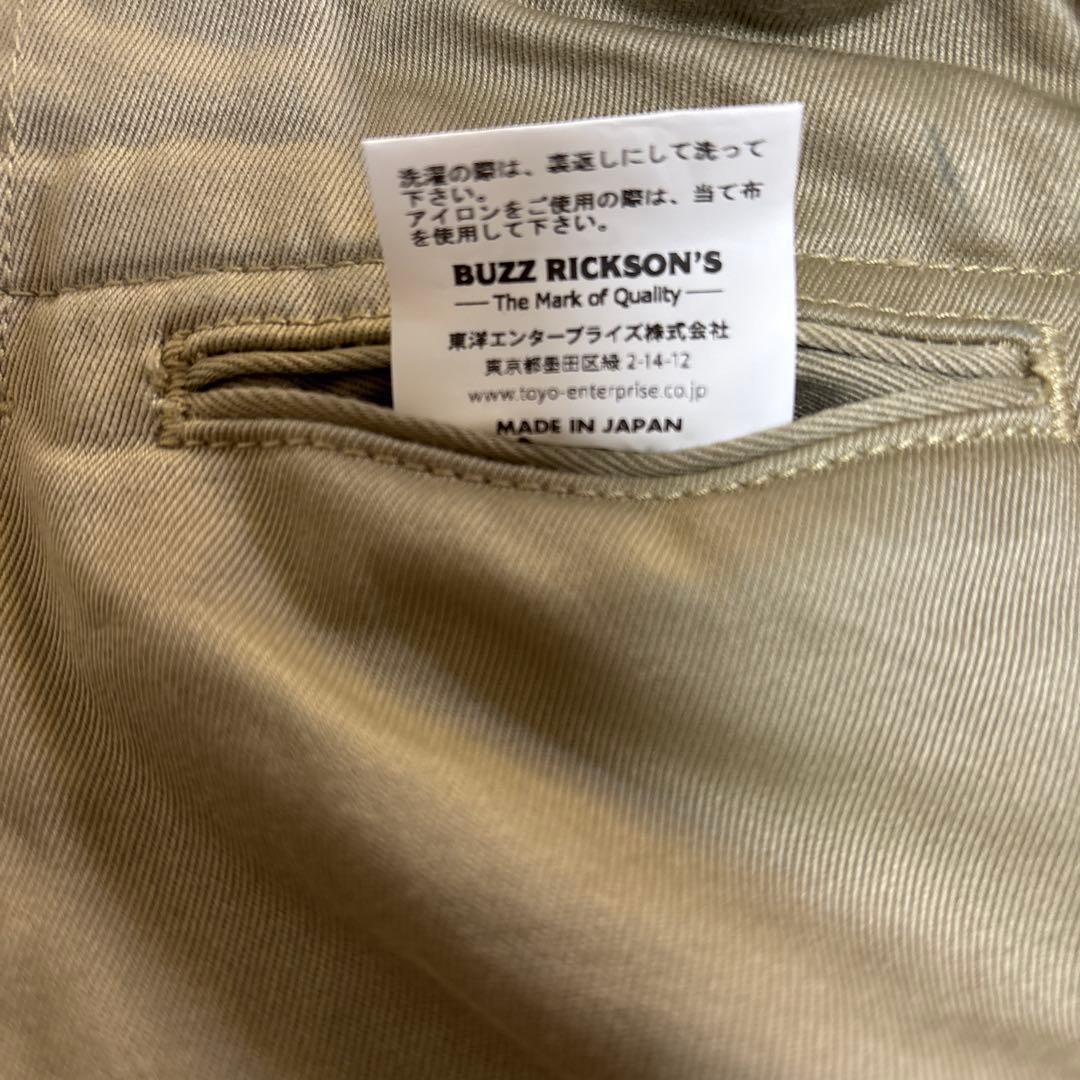 洗濯の際は、裏返しにして洗って
下さい。
アイロンをご使用の際は、当て布
を使用して下さい。
BUZZ RICKSON'S
The Mark of Quality
東洋エンタープライズ株式会社
東京都墨田区緑 2-14-12
www.toyo-enterprise.co.jp
MADE IN JAPAN